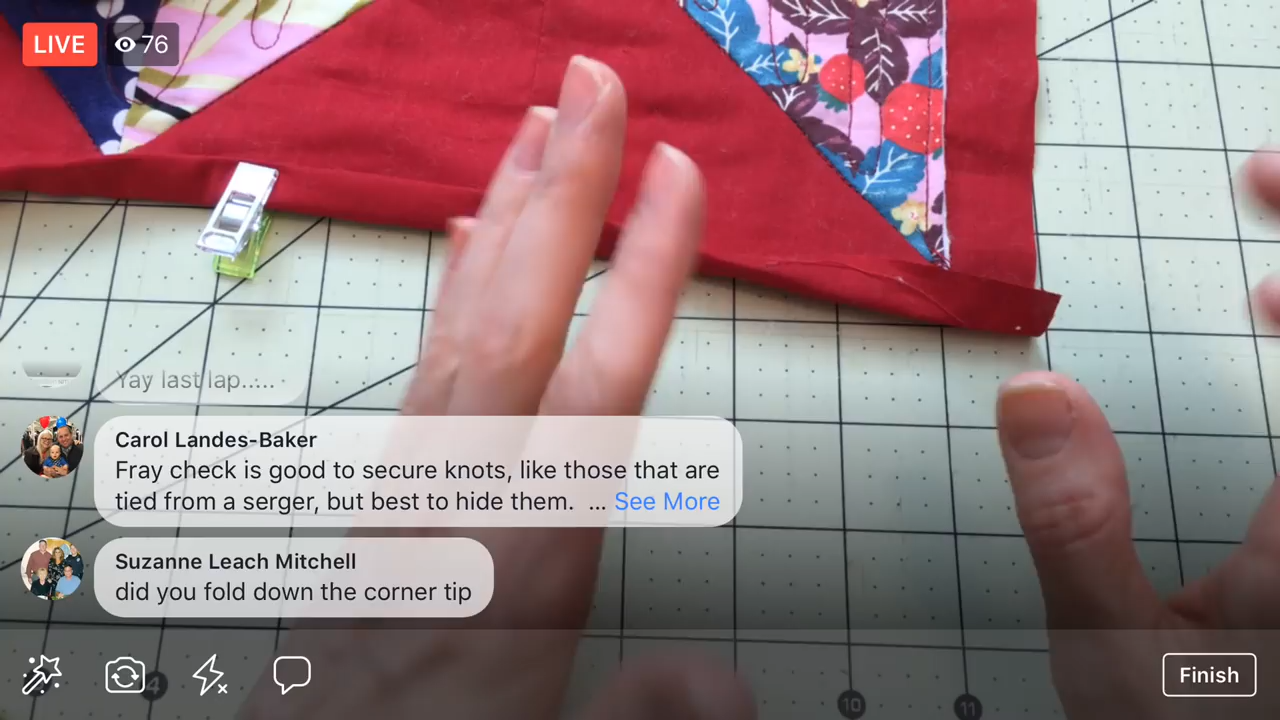 LIVE 76
Yay last lap.....
Carol Landes-Baker
Fray check is good to secure knots, like those that are
tied from a serger, but best to hide them. ... See More
Suzanne Leach Mitchell
did you fold down the corner tip
Finish
4
10
11